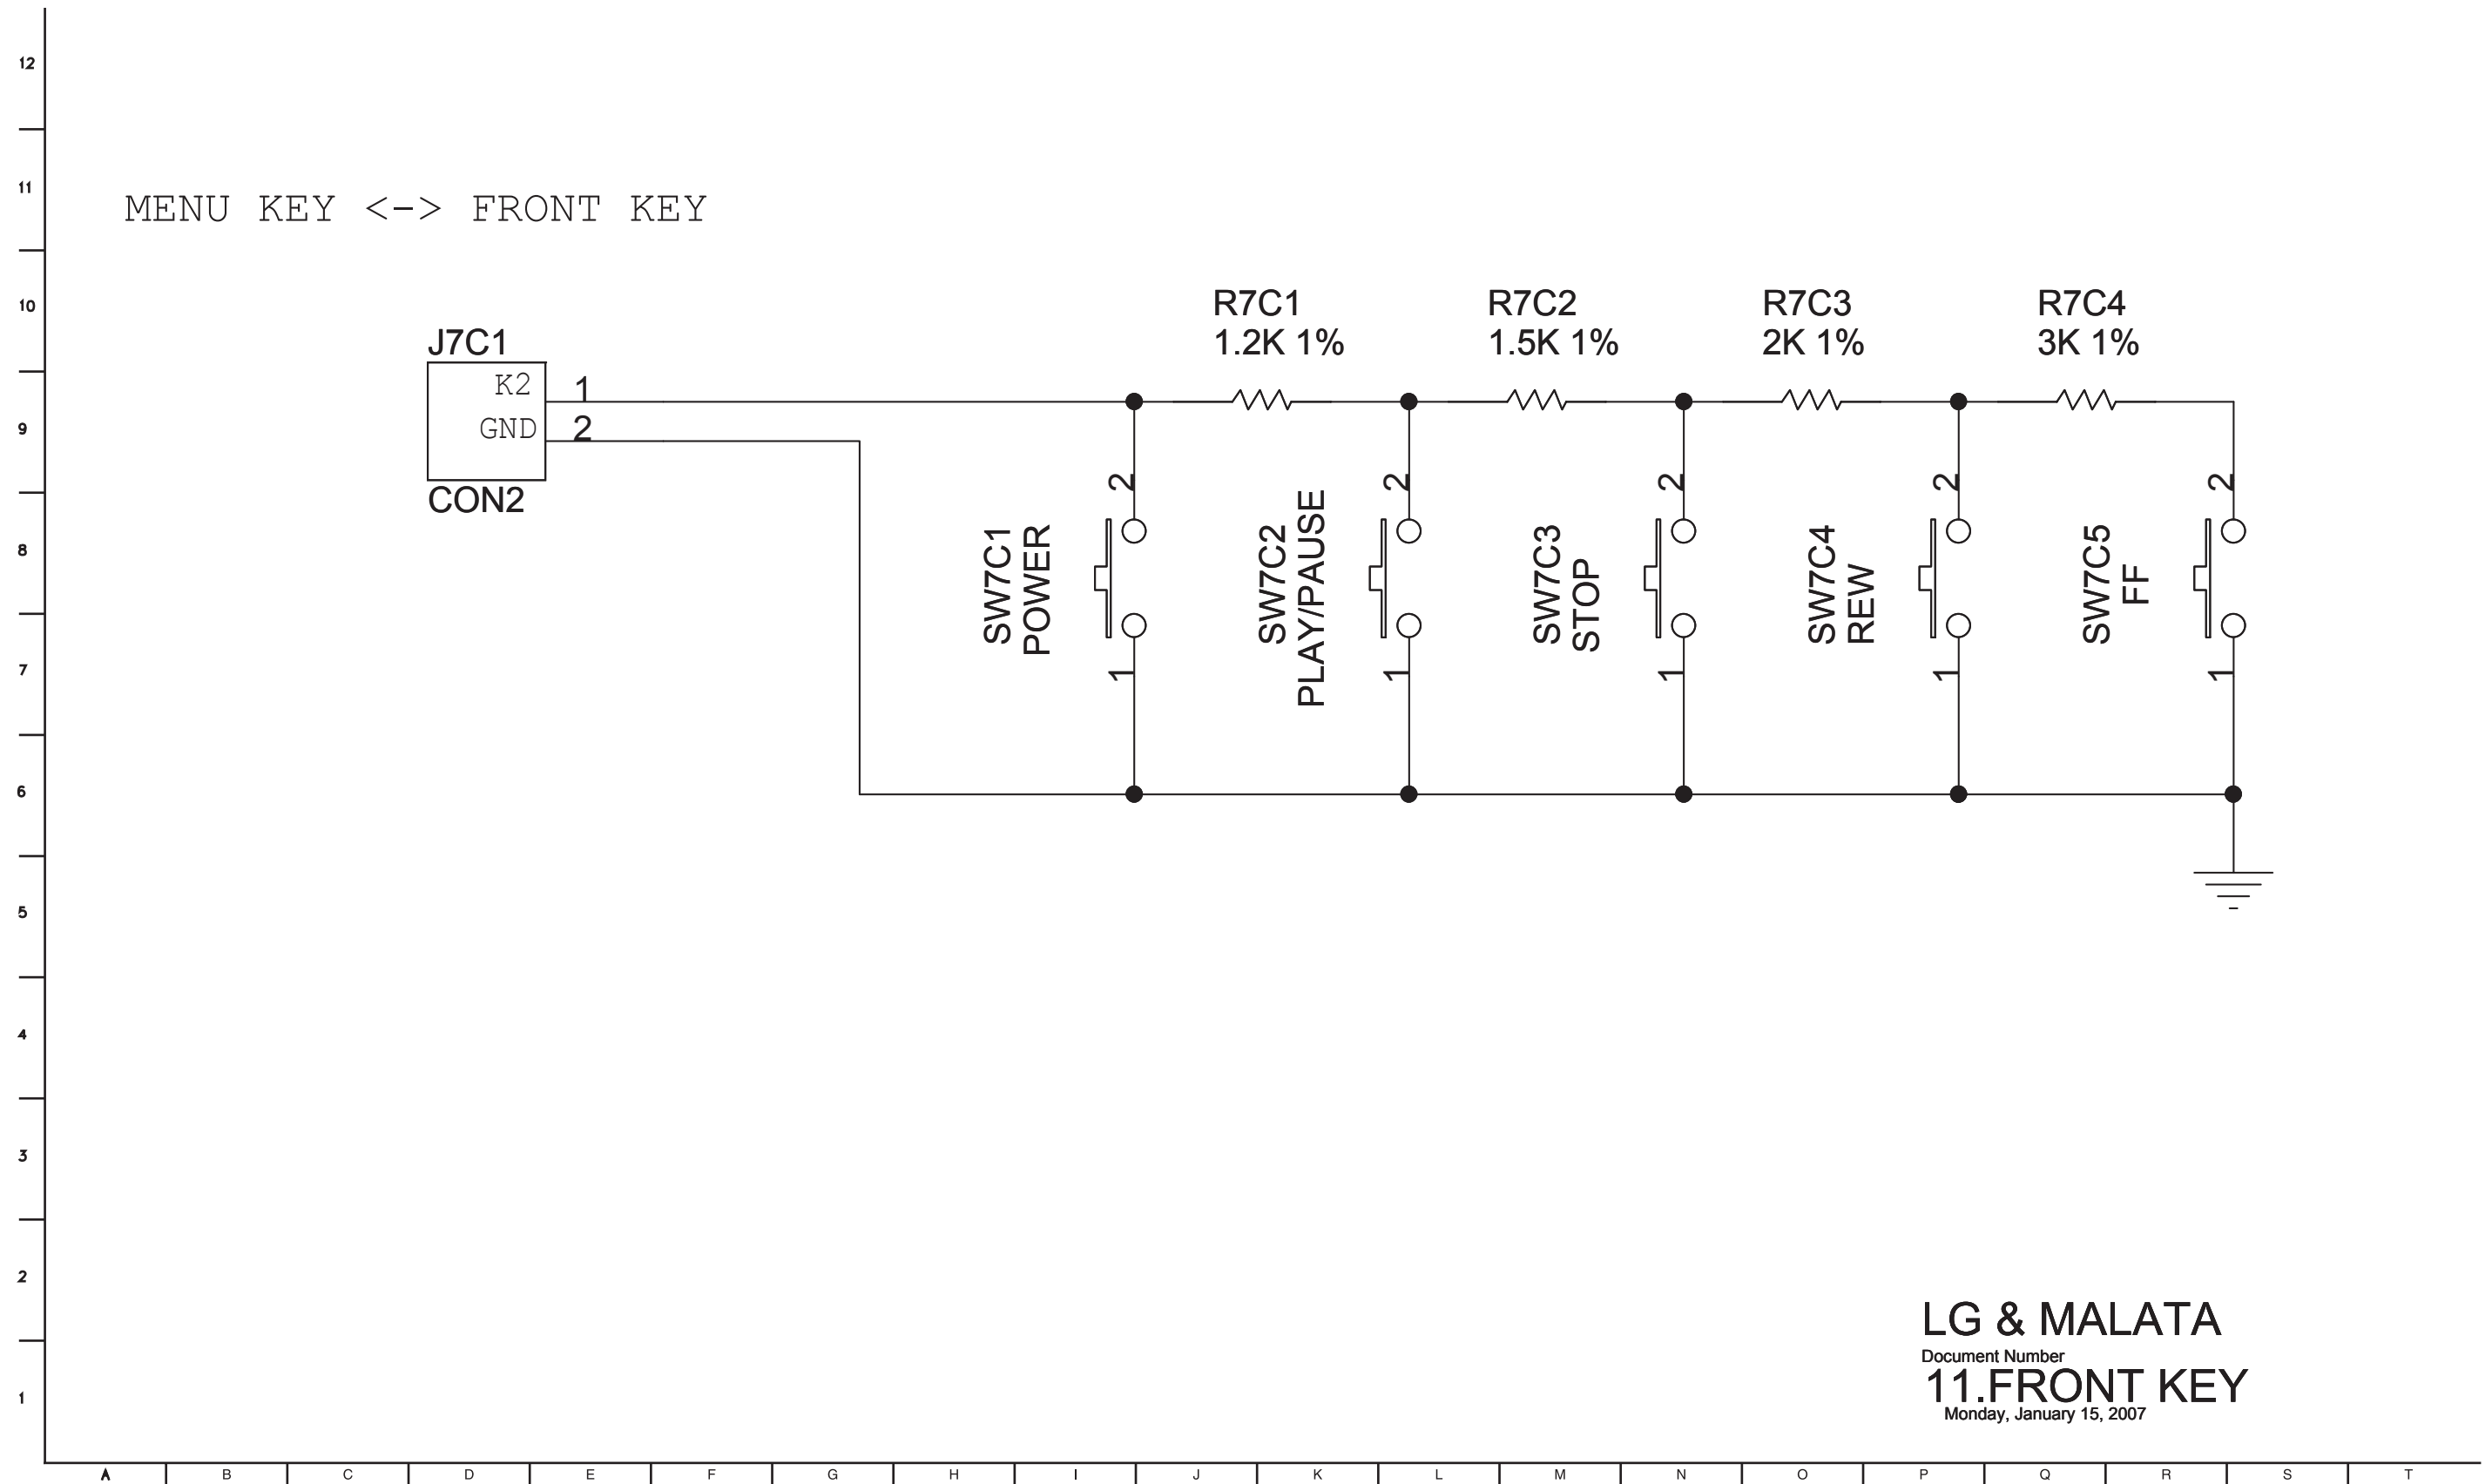 12
11
MENU KEY <-> FRONT KEY
10
R7C1
1.2K 1%
R7C2
1.5K 1%
R7C3
2K 1%
R7C4
3K 1%
J7C1
K2
1
GND
2
CON2
9
2
2
2
2
2
8
SW7C1
POWER
SW7C2
PLAY/PAUSE
SW7C3
STOP
SW7C4
REW
SW7C5
FF
7
1
1
1
1
1
6
5
4
3
2
LG & MALATA
Document Number
11.FRONT KEY
Monday, January 15, 2007
1
A B C D E F G H I J K L M N O P Q R S T